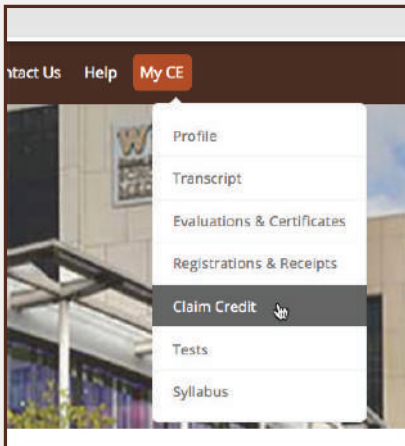 ntact Us Help My CE
W
Profile
Transcript
Evaluations & Certificates
Registrations & Receipts
Claim Credit
Tests
Syllabus